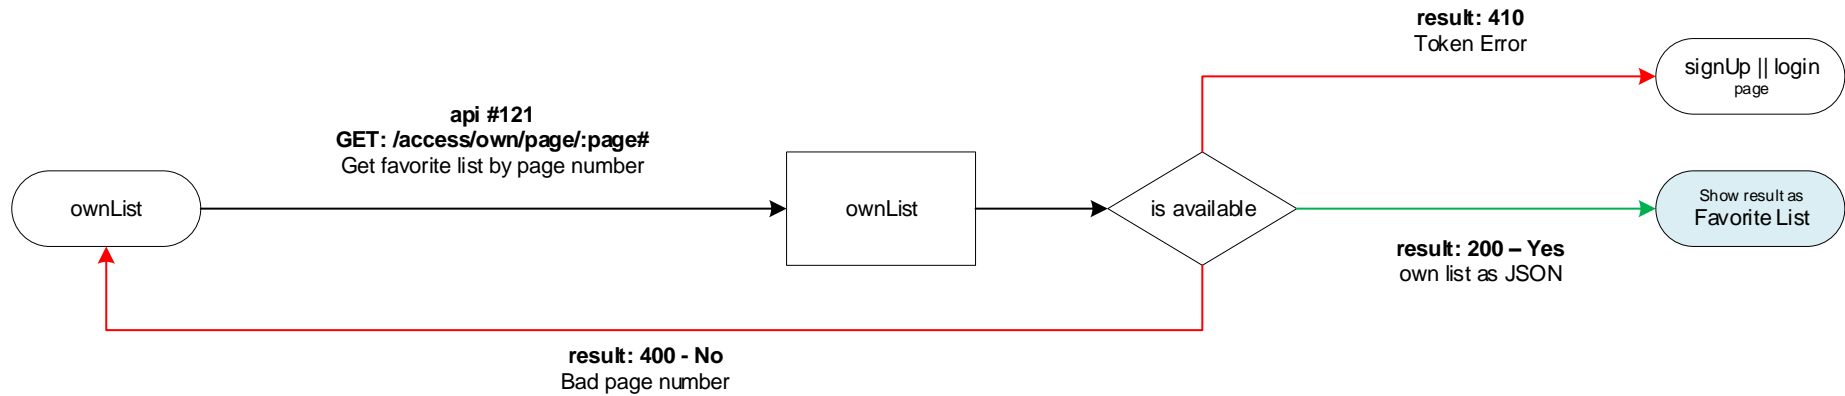 result: 410
Token Error
signUp || login
page
api #121
GET: /access/own/page/:page#
Get favorite list by page number
ownList
ownList
is available
Show result as
Favorite List
result: 200 – Yes
own list as JSON
result: 400 - No
Bad page number